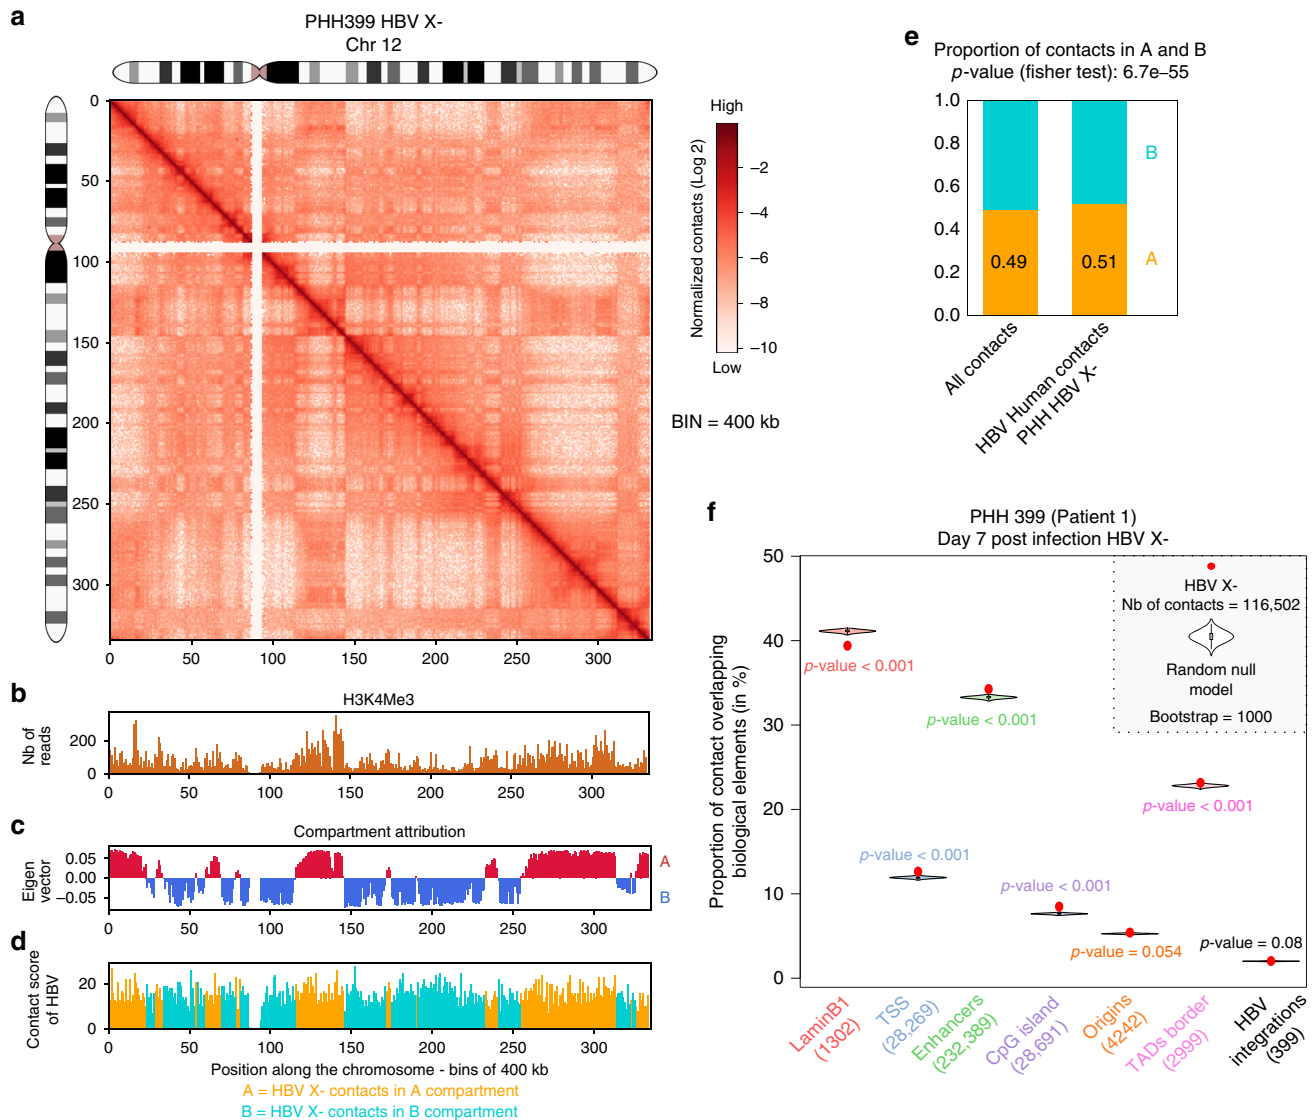 a
PHH399 HBV X-
Chr 12
0
50
100
150
200
250
300
0
50
100
150
200
250
300
High
−2
−4
−6
−8
−10
Low
Normalized contacts (Log 2)
BIN = 400 kb
b
H3K4Me3
Nb of
reads
200
0
0
50
100
150
200
250
300
c
Compartment attribution
Eigen
vector
0.05
0.00
−0.05
A
B
0
50
100
150
200
250
300
d
Contact score
of HBV
20
0
0
50
100
150
200
250
300
Position along the chromosome - bins of 400 kb
A = HBV X- contacts in A compartment
B = HBV X- contacts in B compartment
e
Proportion of contacts in A and B
p-value (fisher test): 6.7e–55
1.0
0.8
0.6
0.4
0.2
0.0
B
A
0.49
0.51
All contacts
HBV Human contacts
PHH HBV X-
f
PHH 399 (Patient 1)
Day 7 post infection HBV X-
Proportion of contact overlapping
biological elements (in %)
50
40
30
20
10
0
HBV X-
Nb of contacts = 116,502
Random null
model
Bootstrap = 1000
p-value < 0.001
p-value < 0.001
p-value < 0.001
p-value < 0.001
p-value < 0.001
p-value = 0.054
p-value = 0.08
LaminB1
(1302)
TSS
(28,269)
Enhancers
(232,389)
CpG island
(28,691)
Origins
(4242)
TADs border
(2999)
HBV
integrations
(399)